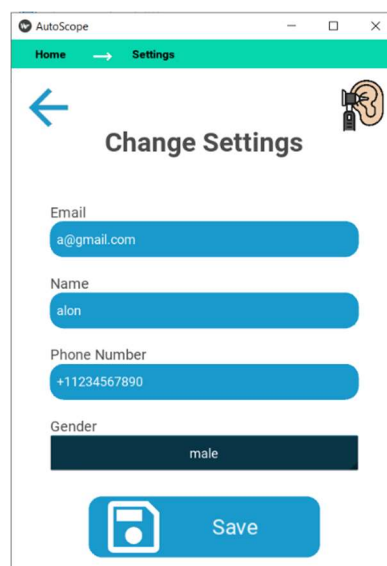 AutoScope
Home → Settings
Change Settings
Email
a@gmail.com
Name
alon
Phone Number
+11234567890
Gender
male
Save